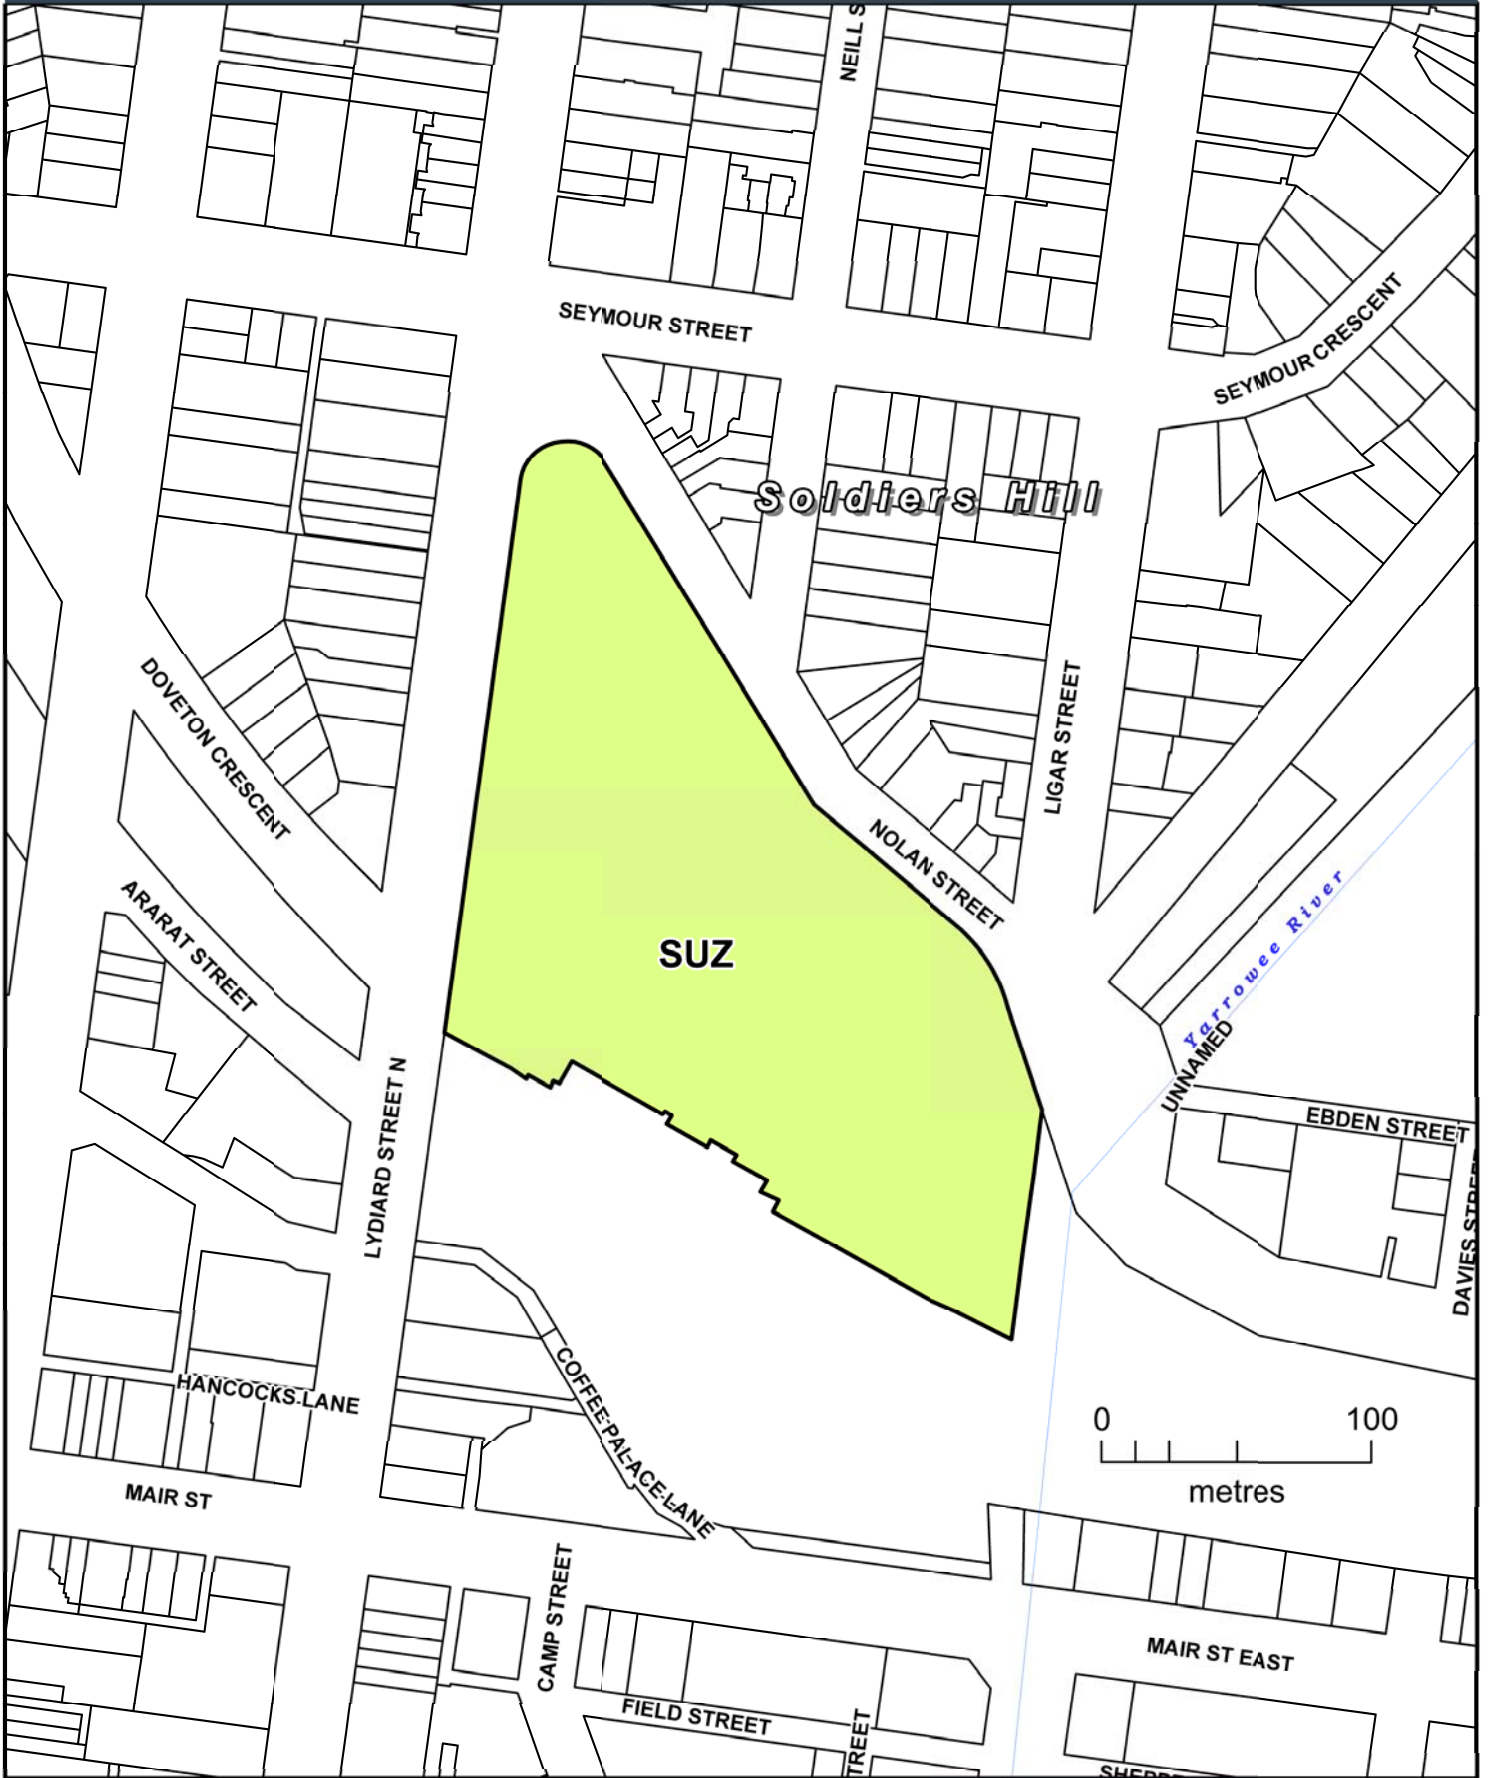 NEILL S
SEYMOUR STREET
SEYMOUR CRESCENT
Soldiers Hill
DOVETON CRESCENT
LIGAR STREET
NOLAN STREET
ARARAT STREET
SUZ
Yarrowee River
UNNAMED
EBDEN STREET
LYDIARD STREET N
DAVIES STREET
COFFEE PALACE LANE
HANCOCKS LANE
0 100
metres
MAIR ST
CAMP STREET
MAIR ST EAST
FIELD STREET
TREET